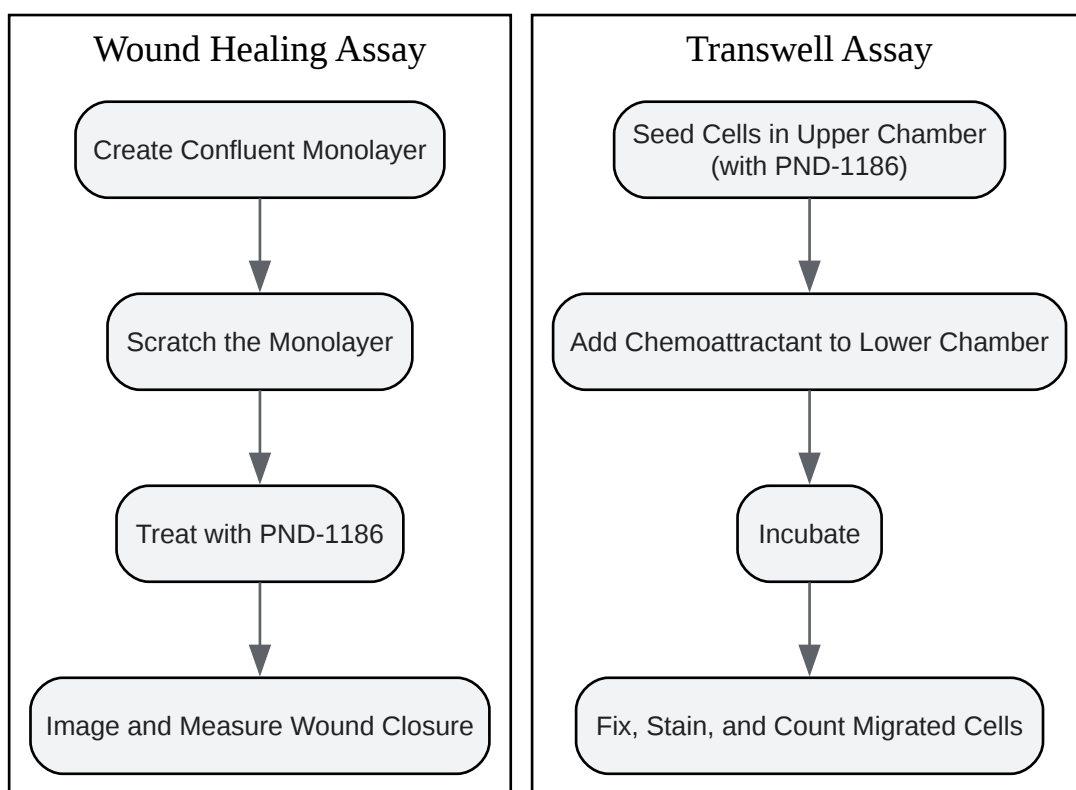 Wound Healing Assay
Create Confluent Monolayer
Scratch the Monolayer
Treat with PND-1186
Image and Measure Wound Closure
Transwell Assay
Seed Cells in Upper Chamber
(with PND-1186)
Add Chemoattractant to Lower Chamber
Incubate
Fix, Stain, and Count Migrated Cells